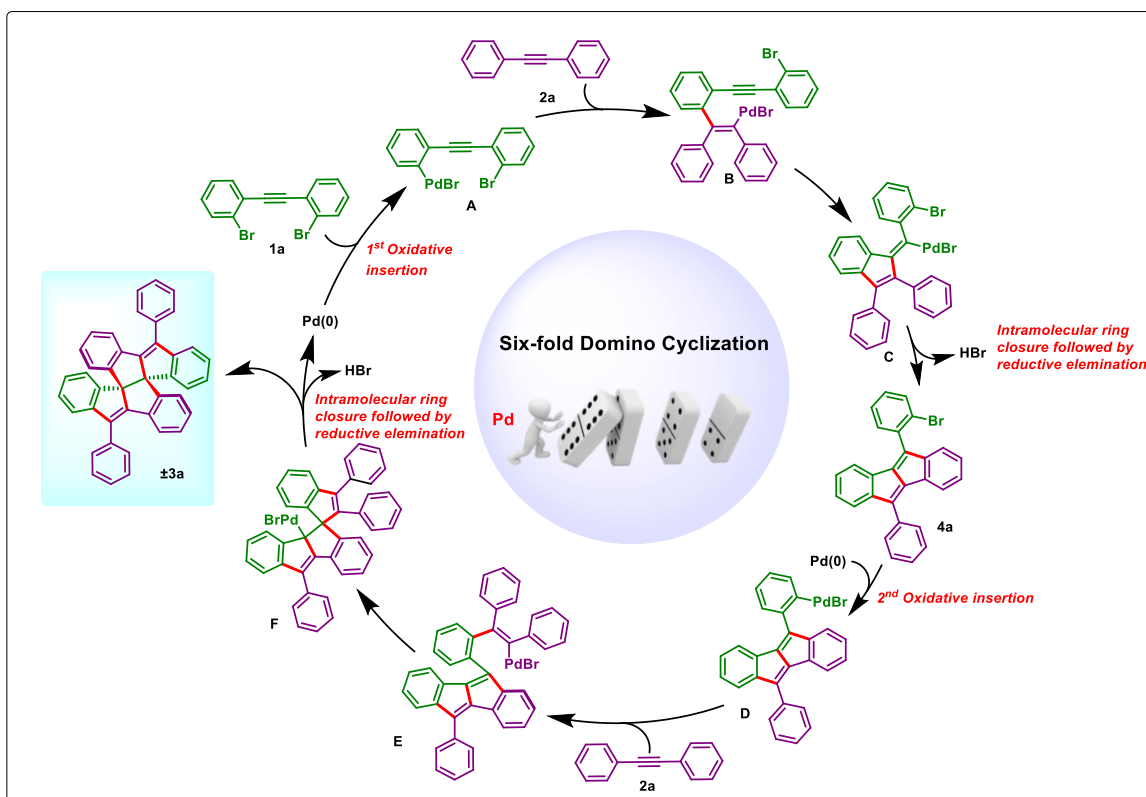 2a
PdBr
Br
A
1a
Br
Br
1st Oxidative
insertion
Br
PdBr
B
Br
PdBr
C
HBr
Intramolecular ring
closure followed by
reductive elemination
Br
4a
Pd(0)
2nd Oxidative insertion
PdBr
D
2a
PdBr
E
BrPd
F
Intramolecular ring
closure followed by
reductive elemination
HBr
Pd(0)
±3a
Six-fold Domino Cyclization
Pd